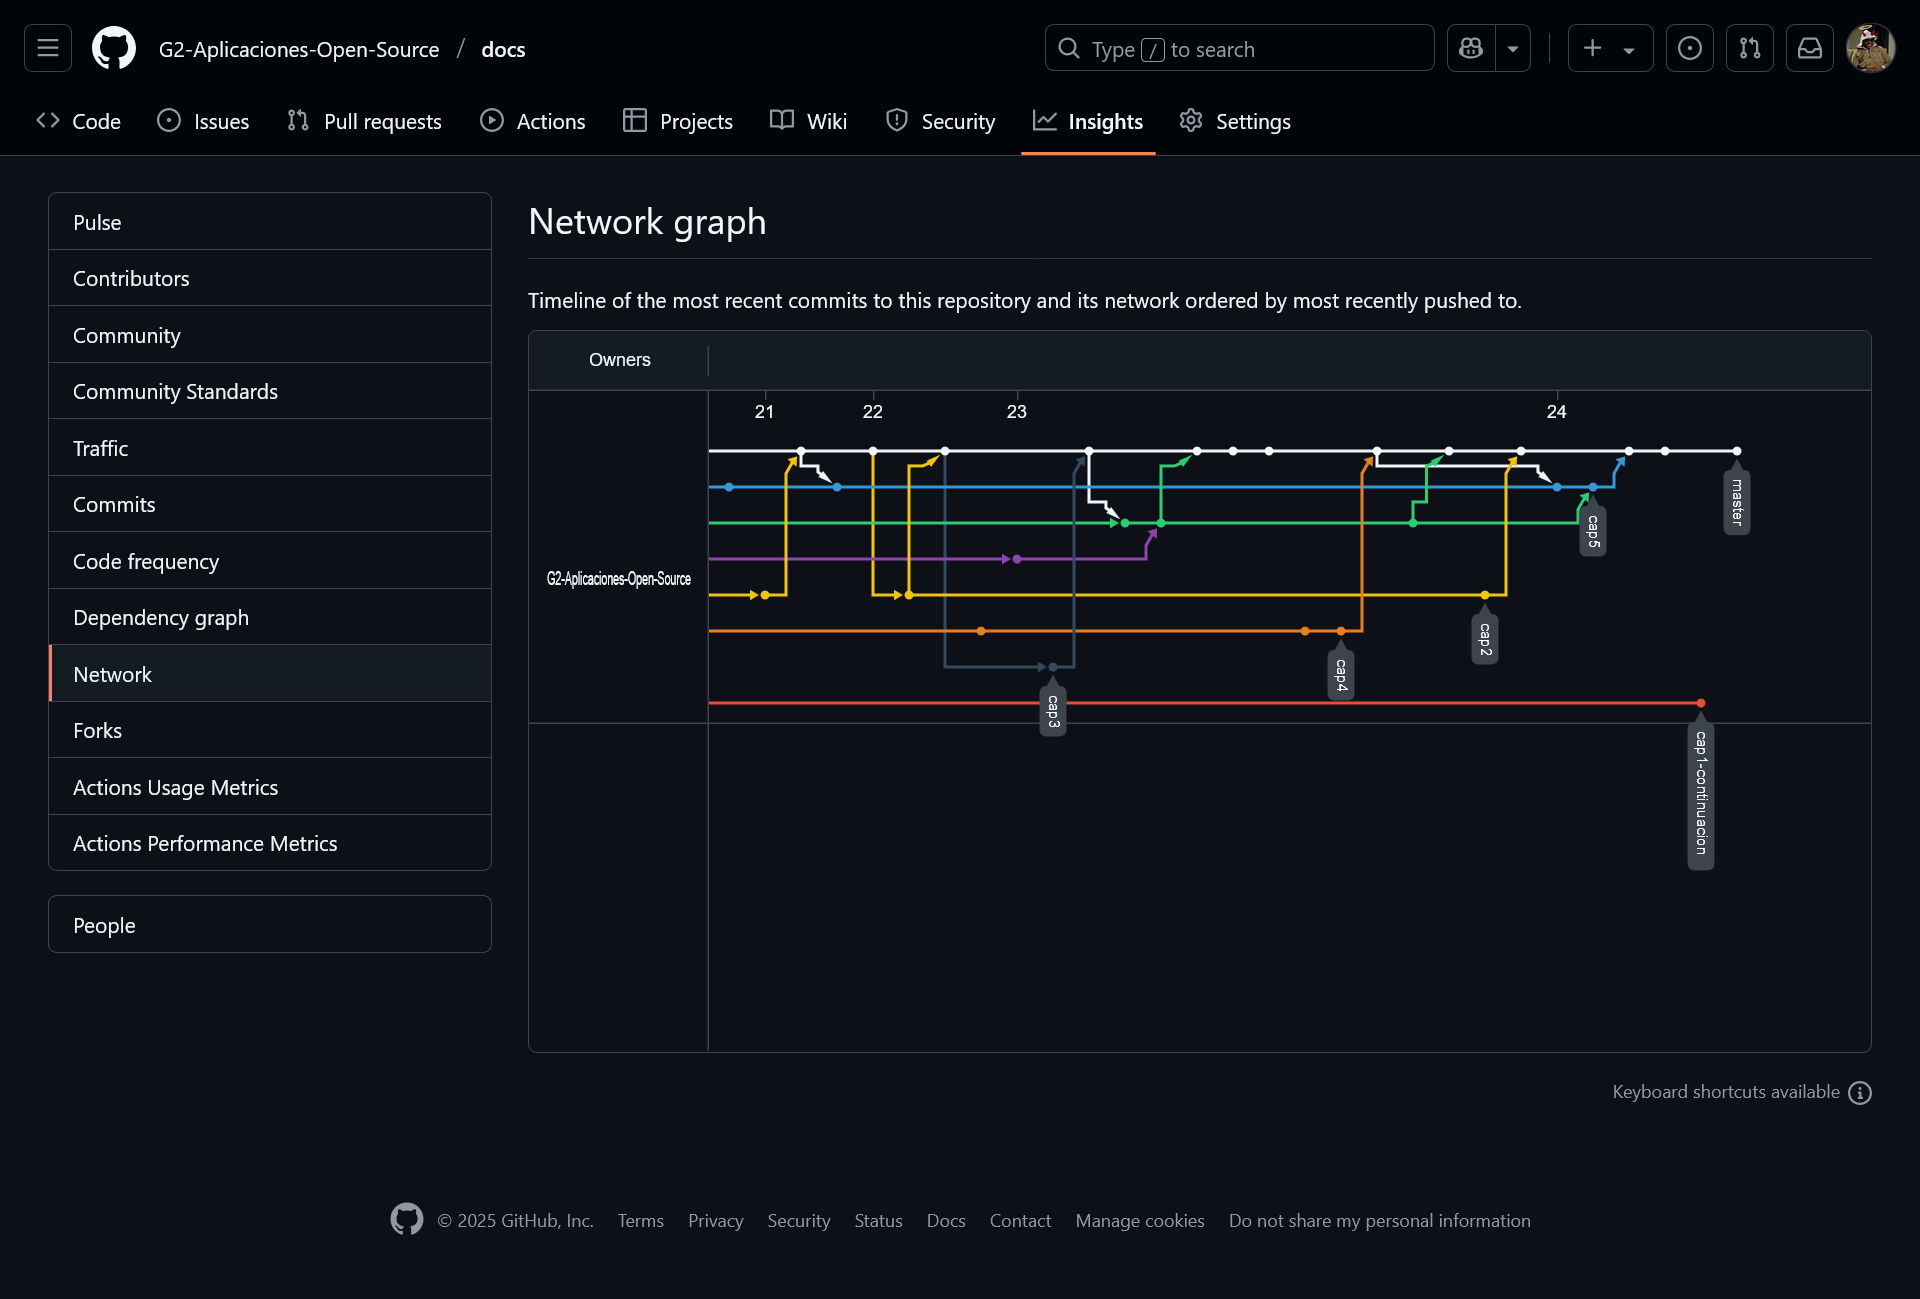 G2-Aplicaciones-Open-Source / docs
Type / to search
Code Issues Pull requests Actions Projects Wiki Security Insights Settings
Pulse
Contributors
Community
Community Standards
Traffic
Commits
Code frequency
Dependency graph
Network
Forks
Actions Usage Metrics
Actions Performance Metrics
People
Network graph
Timeline of the most recent commits to this repository and its network ordered by most recently pushed to.
Owners
21 22 23 24
G2-Aplicaciones-Open-Source
master
cap5
cap2
cap4
cap3
cap1-continuacion
Keyboard shortcuts available
© 2025 GitHub, Inc. Terms Privacy Security Status Docs Contact Manage cookies Do not share my personal information